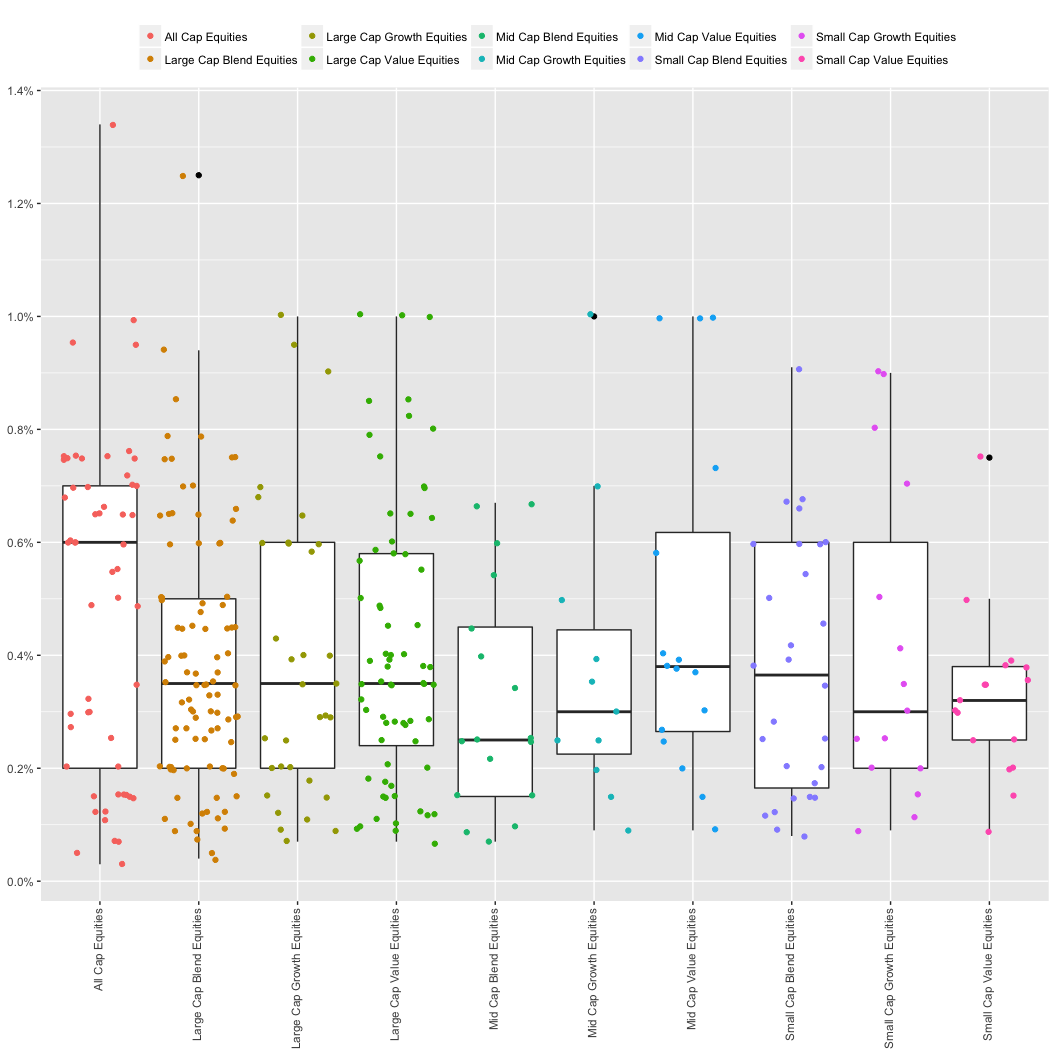 All Cap Equities Large Cap Growth Equities Mid Cap Blend Equities Mid Cap Value Equities Small Cap Growth Equities
Large Cap Blend Equities Large Cap Value Equities Mid Cap Growth Equities Small Cap Blend Equities Small Cap Value Equities
1.4%
1.2%
1.0%
0.8%
0.6%
0.4%
0.2%
0.0%
All Cap Equities
Large Cap Blend Equities
Large Cap Growth Equities
Large Cap Value Equities
Mid Cap Blend Equities
Mid Cap Growth Equities
Mid Cap Value Equities
Small Cap Blend Equities
Small Cap Growth Equities
Small Cap Value Equities